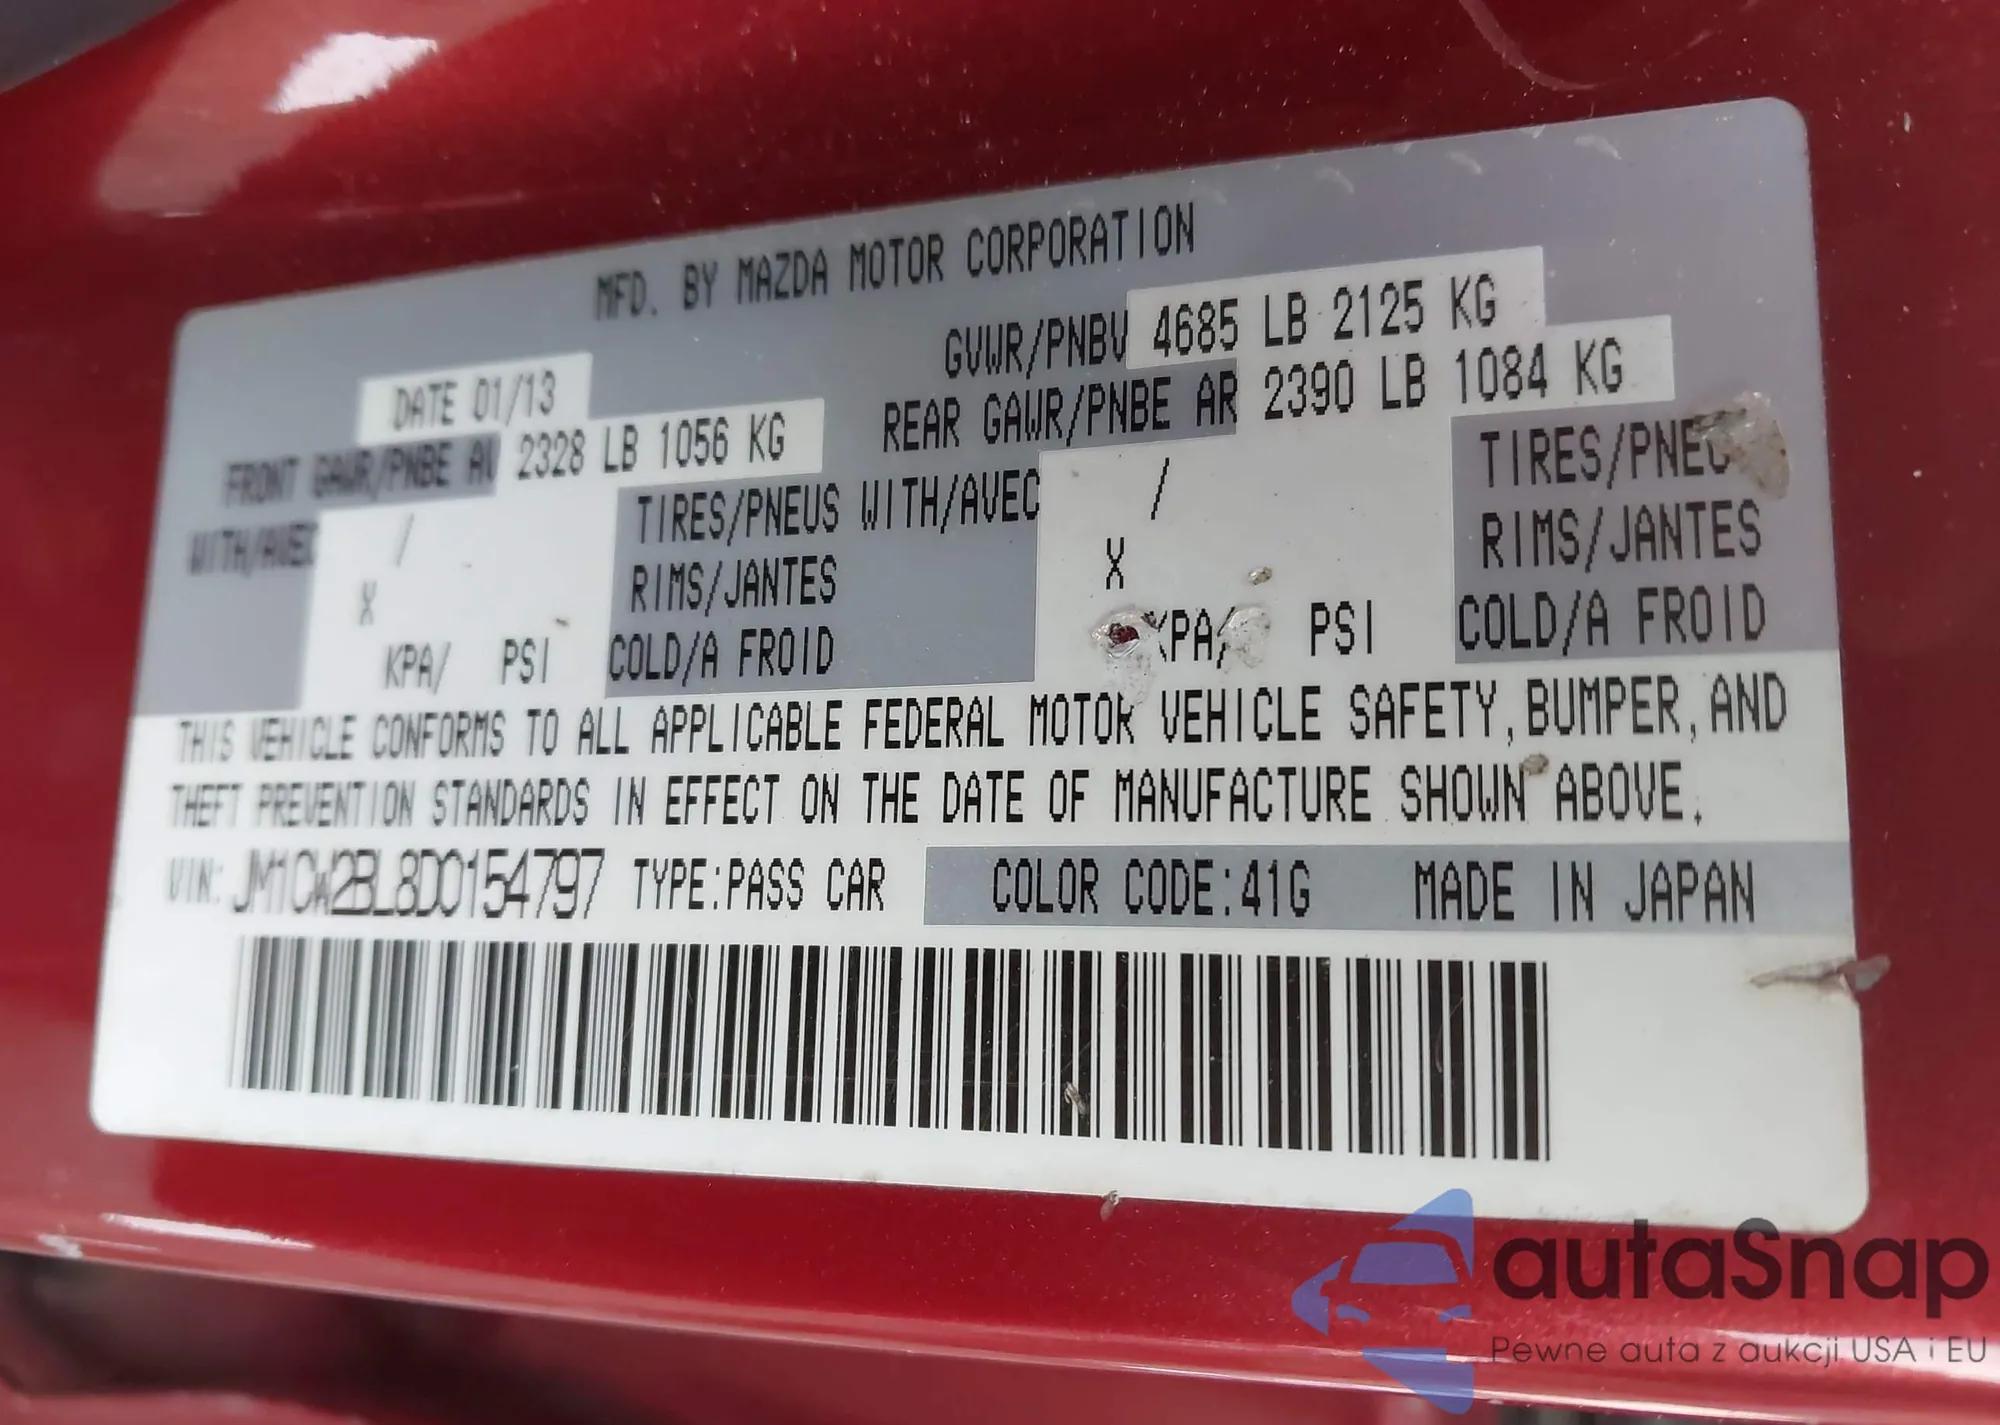 MFD. BY MAZDA MOTOR CORPORATION
DATE 01/13
GVWR/PNBV 4685 LB 2125 KG
FRONT GAWR/PNBE AV 2328 LB 1056 KG
REAR GAWR/PNBE AR 2390 LB 1084 KG
WITH/AVEC / TIRES/PNEUS WITH/AVEC / TIRES/PNEU
X RIMS/JANTES X RIMS/JANTES
KPA/ PSI COLD/A FROID KPA/ PSI COLD/A FROID
THIS VEHICLE CONFORMS TO ALL APPLICABLE FEDERAL MOTOR VEHICLE SAFETY, BUMPER, AND
THEFT PREVENTION STANDARDS IN EFFECT ON THE DATE OF MANUFACTURE SHOWN ABOVE.
VIN: JM1CW2BL8D0154797 TYPE:PASS CAR COLOR CODE:41G MADE IN JAPAN
autaSnap
Pewne auta z aukcji USA i EU